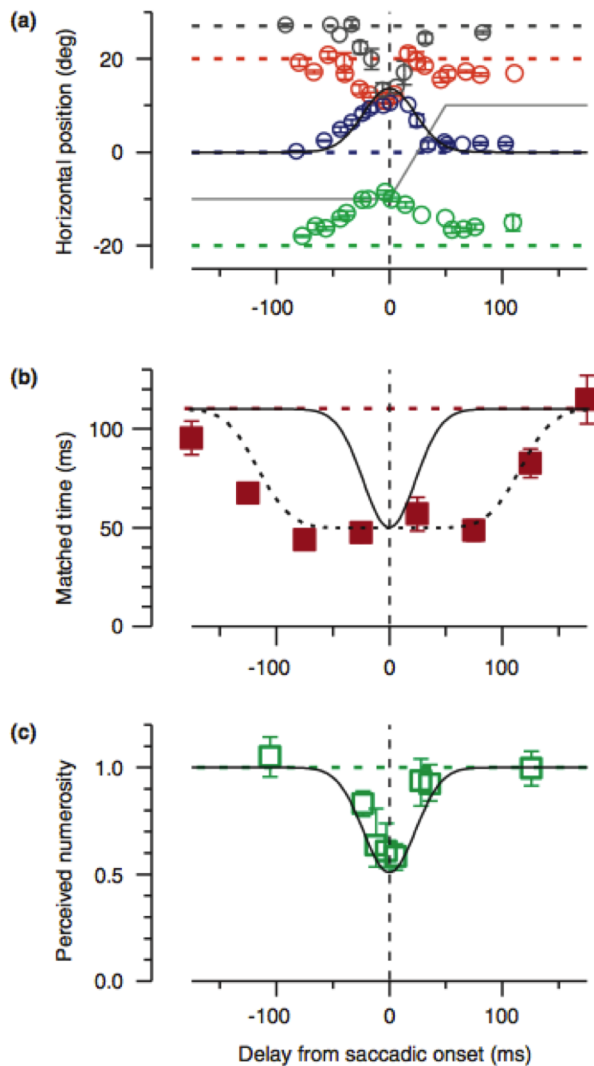 (a)
Horizontal position (deg)
20
0
-20
-100 0 100
(b)
Matched time (ms)
100
50
0
-100 0 100
(c)
Perceived numerosity
1.0
0.5
0.0
-100 0 100
Delay from saccadic onset (ms)